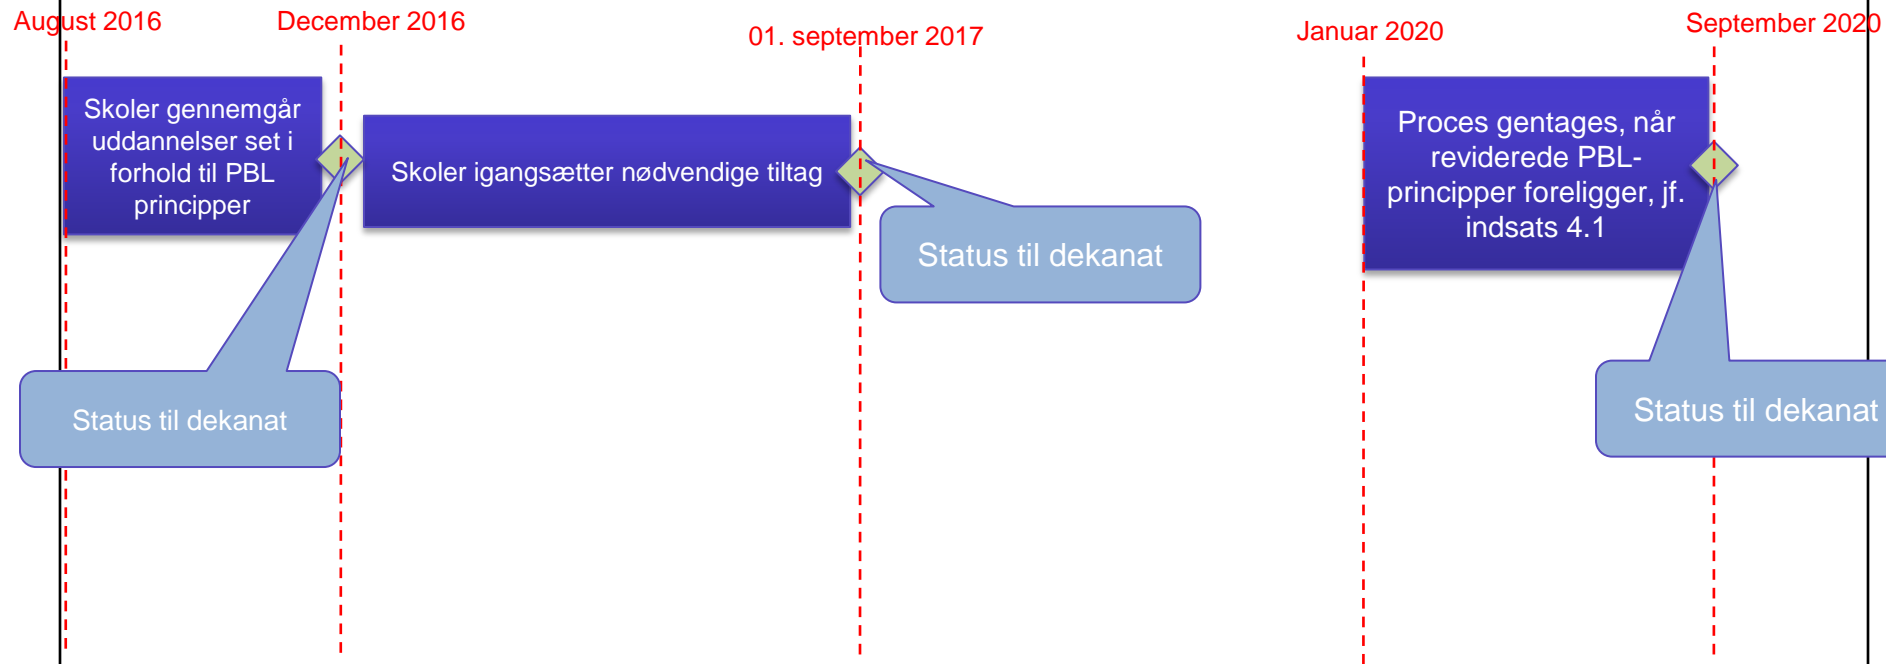 August 2016
December 2016
01. september 2017
Januar 2020
September 2020
Skoler gennemgår
uddannelser set i
forhold til PBL
principper
Skoler igangsætter nødvendige tiltag
Proces gentages, når
reviderede PBL-
principper foreligger, jf.
indsats 4.1
Status til dekanat
Status til dekanat
Status til dekanat